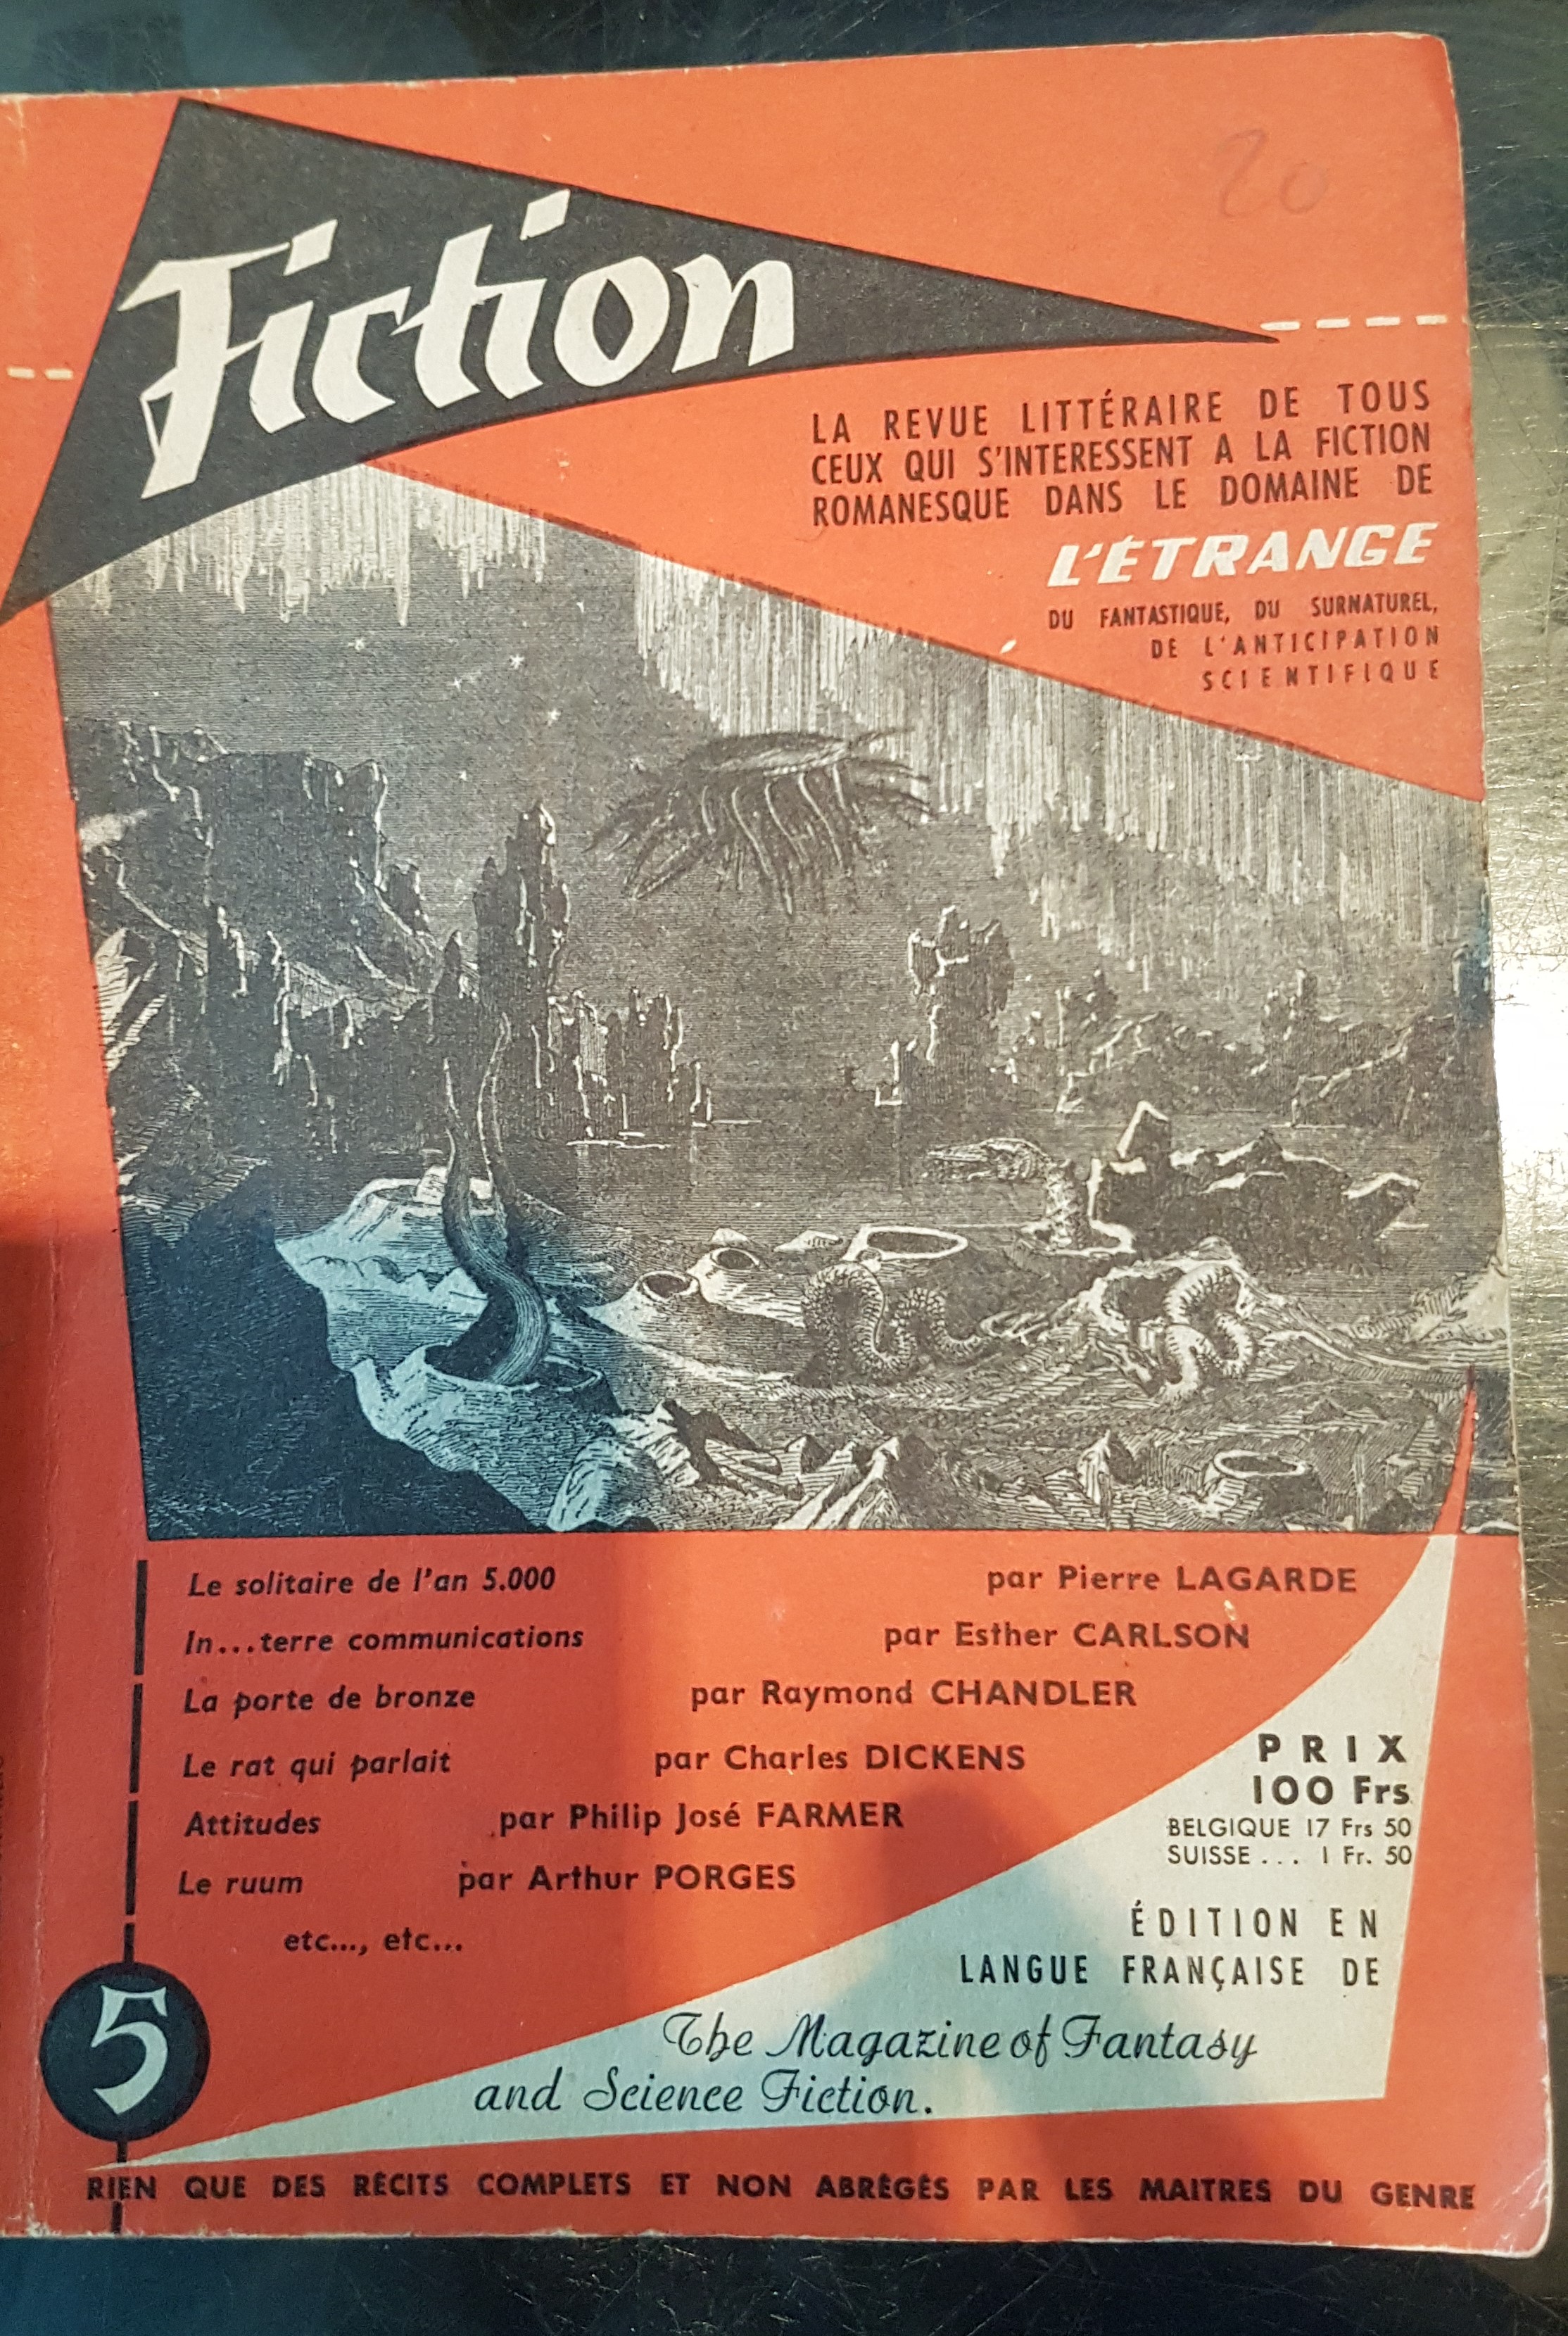 20
Fiction
LA REVUE LITTÉRAIRE DE TOUS
CEUX QUI S'INTERESSENT A LA FICTION
ROMANESQUE DANS LE DOMAINE DE
L'ÉTRANGE
DU FANTASTIQUE, DU SURNATUREL,
DE L'ANTICIPATION
SCIENTIFIQUE
Le solitaire de l'an 5.000 par Pierre LAGARDE
In...terre communications par Esther CARLSON
La porte de bronze par Raymond CHANDLER
Le rat qui parlait par Charles DICKENS
Attitudes par Philip José FARMER
Le ruum par Arthur PORGES
etc..., etc...
PRIX
100 Frs
BELGIQUE 17 Frs 50
SUISSE ... 1 Fr. 50
ÉDITION EN
LANGUE FRANÇAISE DE
The Magazine of Fantasy
and Science Fiction.
5
RIEN QUE DES RÉCITS COMPLETS ET NON ABRÉGÉS PAR LES MAITRES DU GENRE